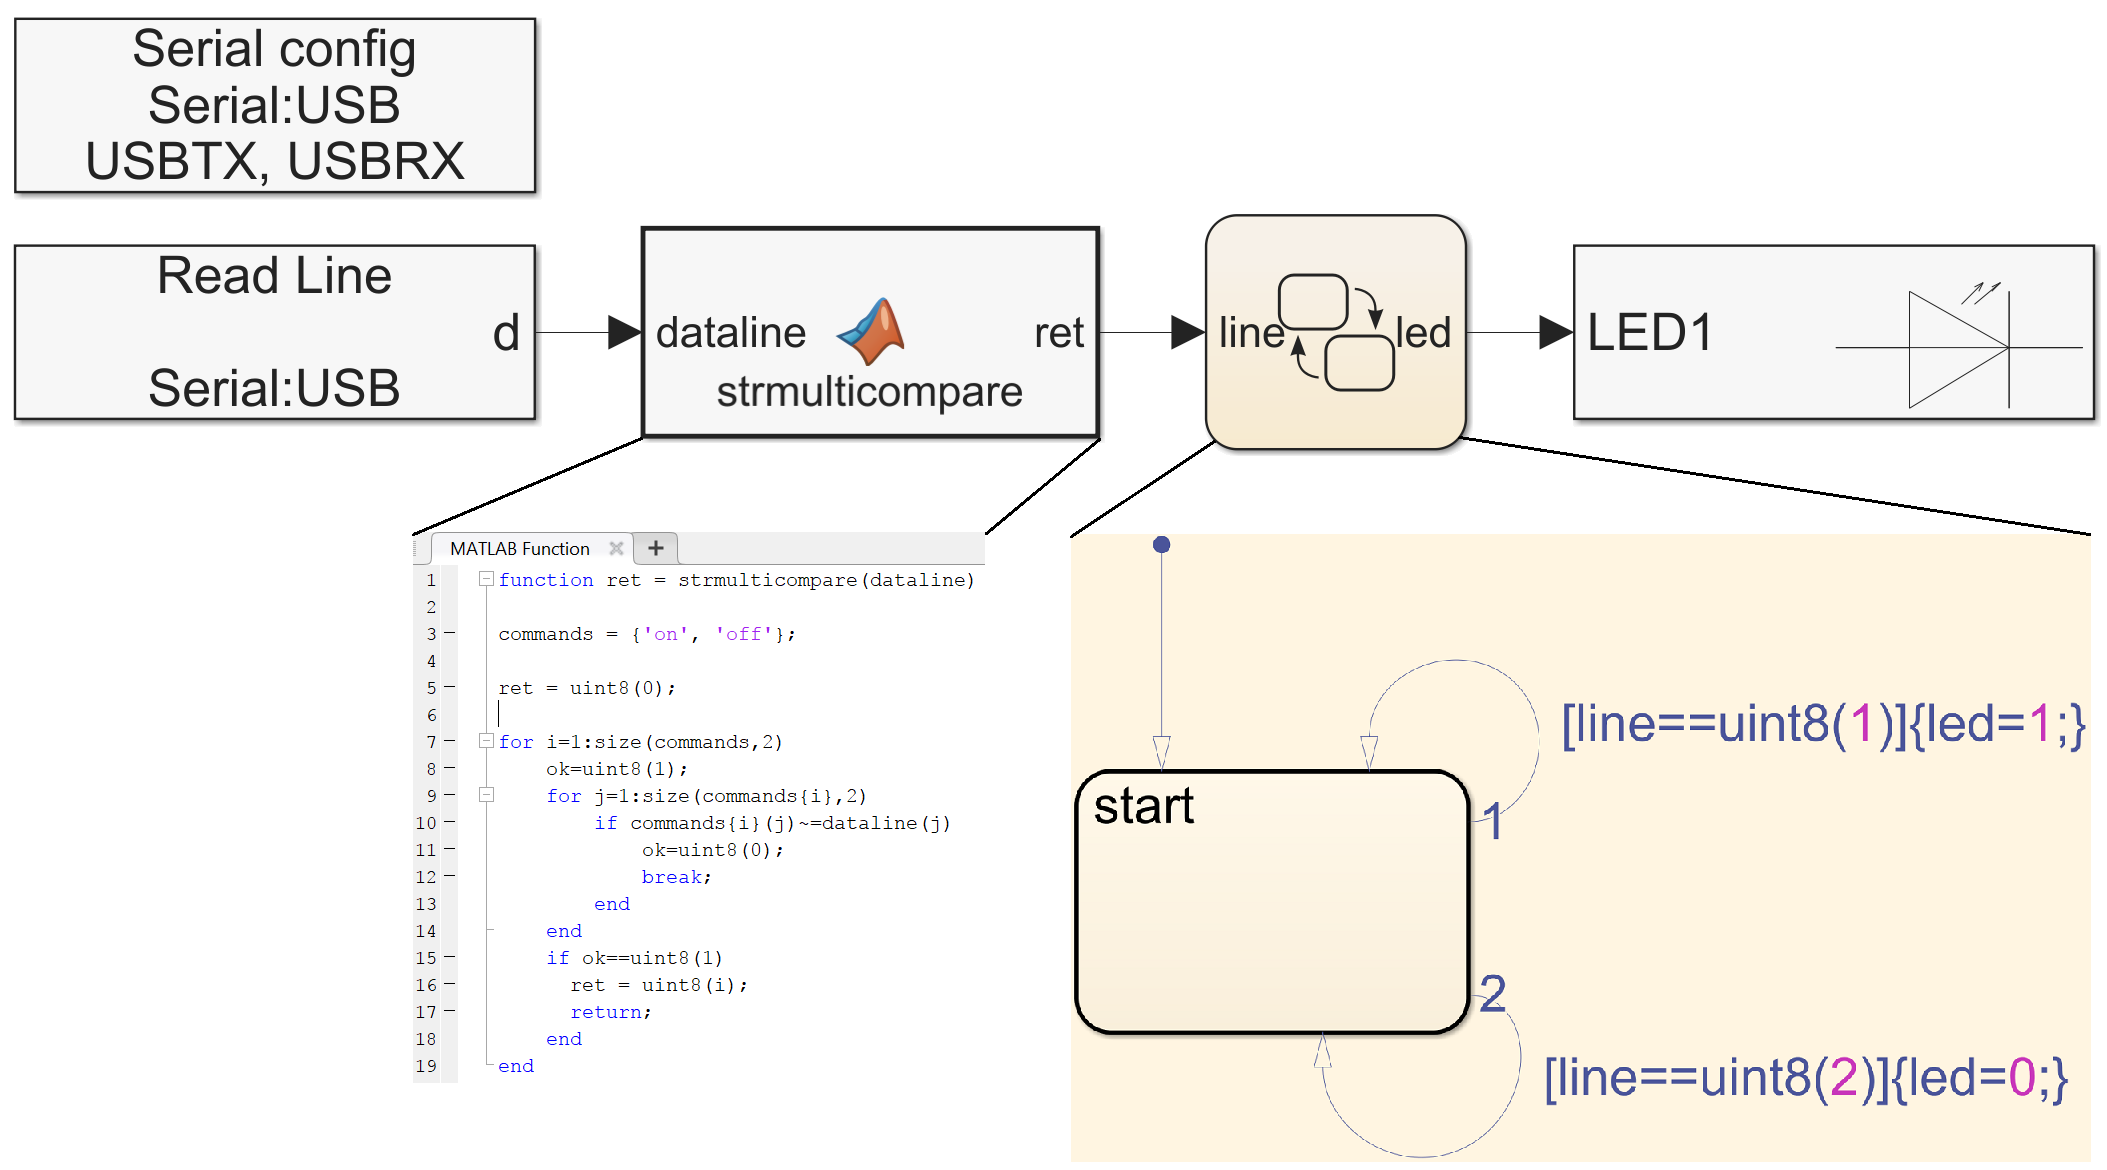 Serial config
Serial:USB
USBTX, USBRX
Read Line
d
Serial:USB
dataline
ret
strmulticompare
line
led
LED1
MATLAB Function
1 function ret = strmulticompare(dataline)
2
3 commands = {'on', 'off'};
4
5 ret = uint8(0);
6
7 for i=1:size(commands,2)
8 ok=uint8(1);
9 for j=1:size(commands{i},2)
10 if commands{i}(j)~=dataline(j)
11 ok=uint8(0);
12 break;
13 end
14 end
15 if ok==uint8(1)
16 ret = uint8(i);
17 return;
18 end
19 end
[line==uint8(1)]{led=1;}
start
1
2
[line==uint8(2)]{led=0;}